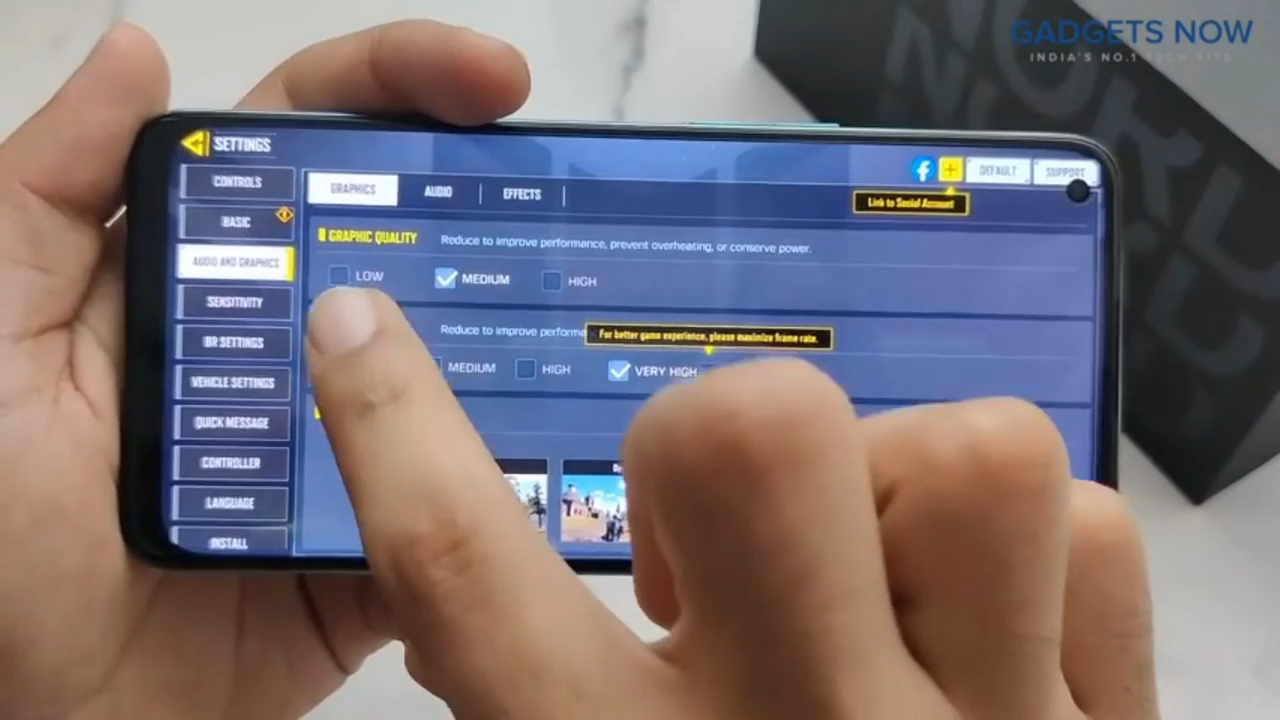 GADGETS NOW
INDIA'S NO.1 TECH SITE
SETTINGS
DEFAULT
SUPPORT
Link to Social Account
CONTROLS
BASIC
AUDIO AND GRAPHICS
SENSITIVITY
BR SETTINGS
VEHICLE SETTINGS
QUICK MESSAGE
CONTROLLER
LANGUAGE
INSTALL
GRAPHICS
AUDIO
EFFECTS
GRAPHIC QUALITY
Reduce to improve performance, prevent overheating, or conserve power.
LOW
MEDIUM
HIGH
Reduce to improve
For better game experience, please maximize frame rate.
MEDIUM
HIGH
VERY HIGH